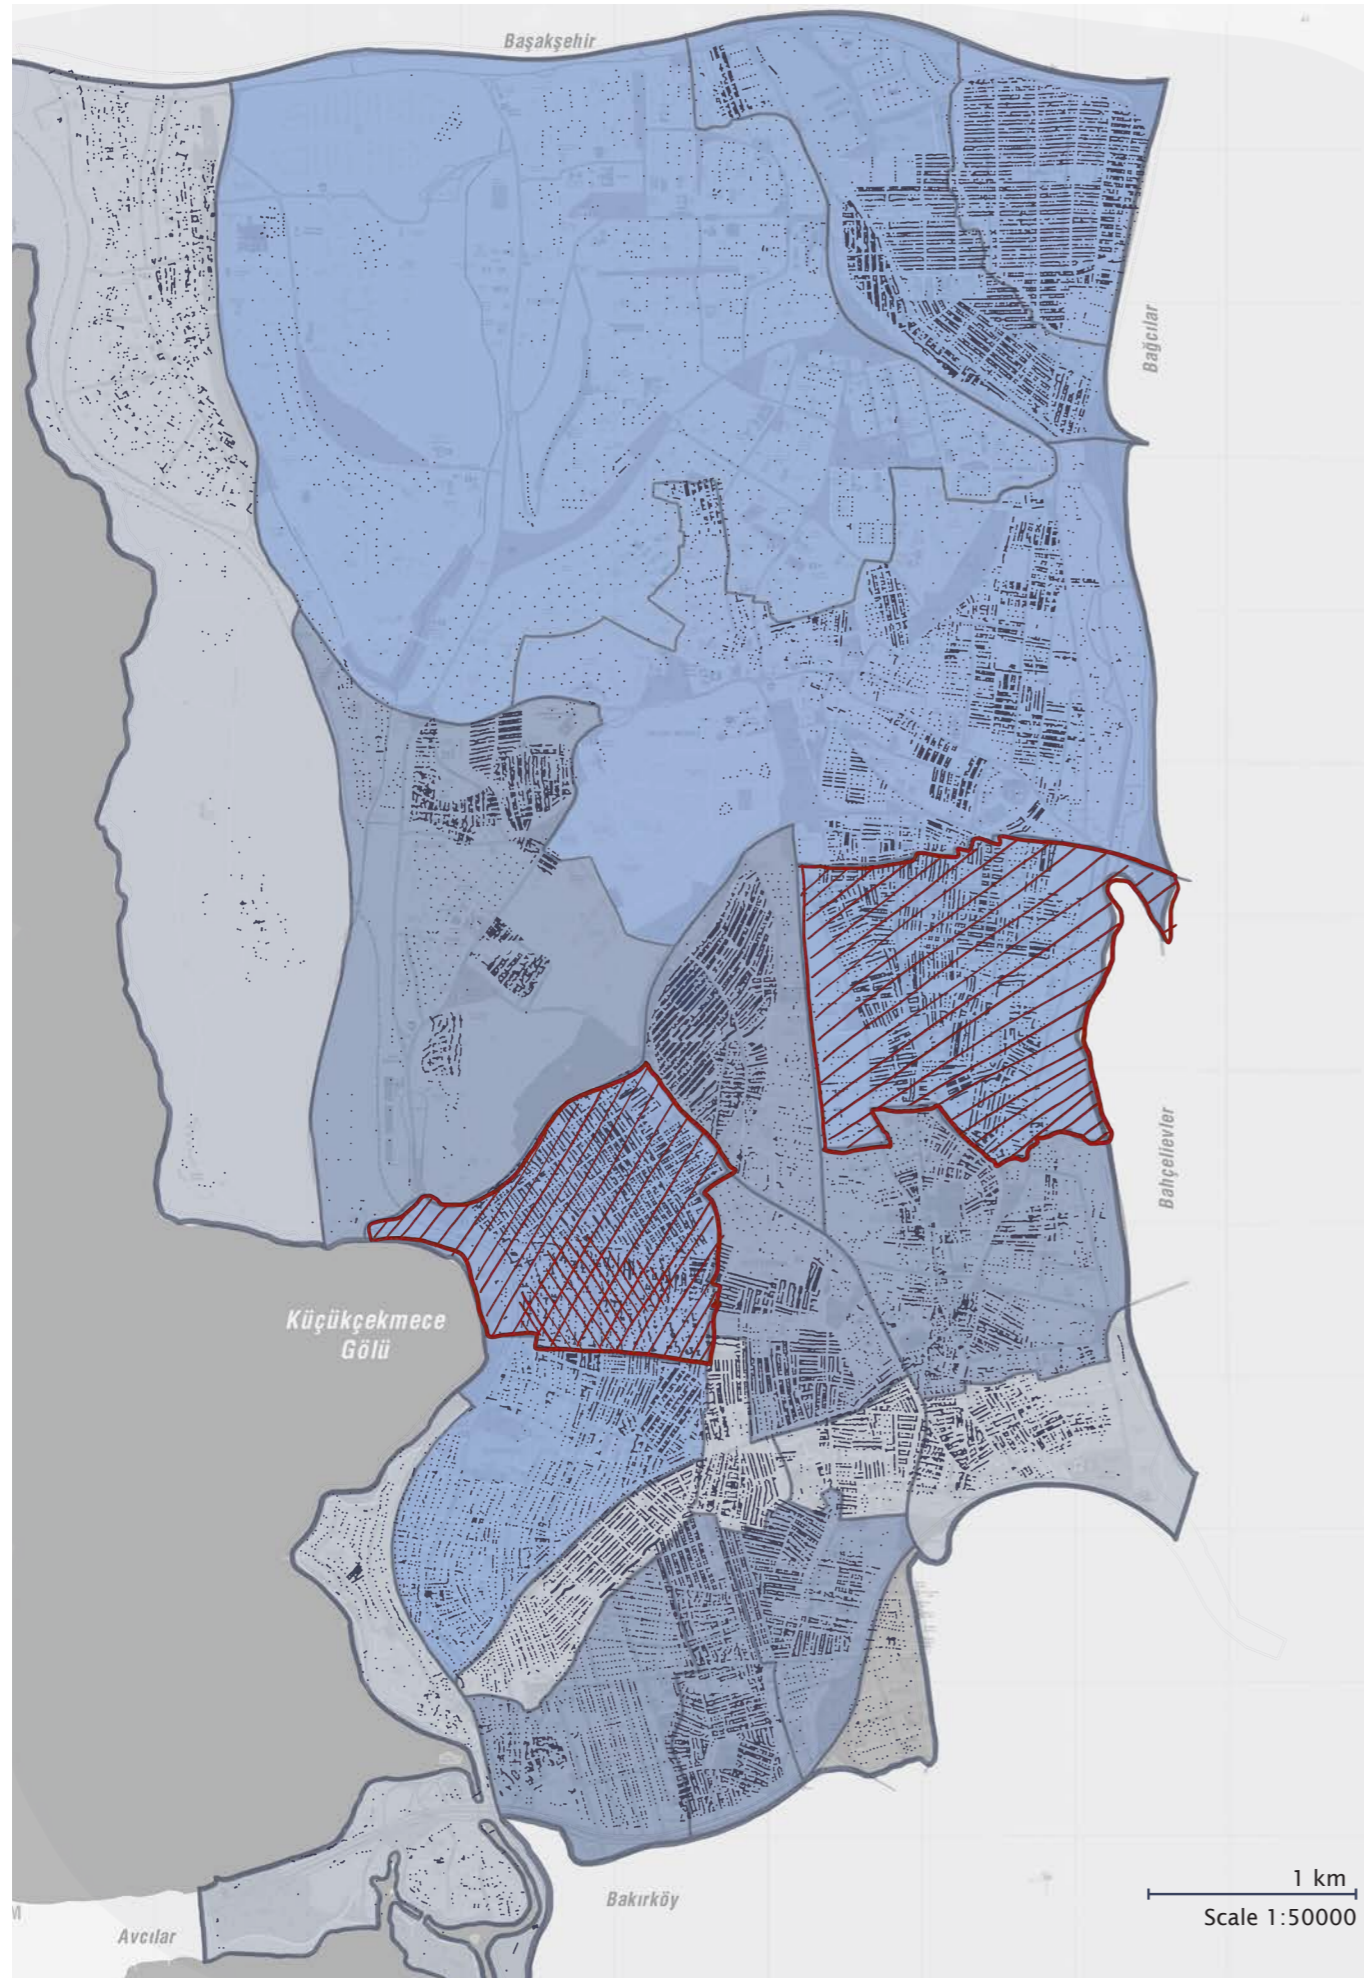 Başakşehir
Bağcılar
Bahçelievler
Küçükçekmece
Gölü
1 km
Scale 1:50000
Bakırköy
Avcılar